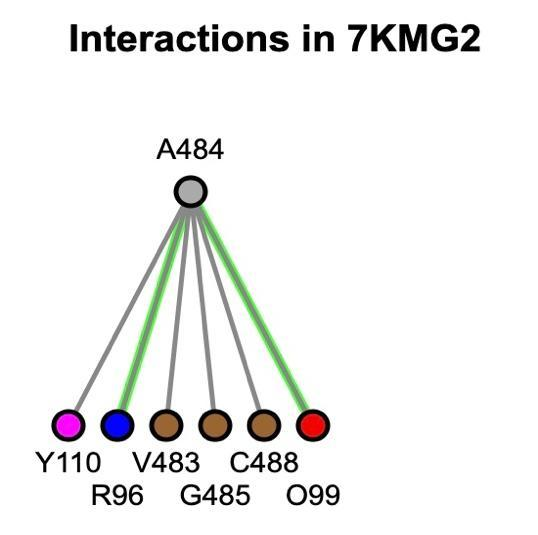 Interactions in 7KMG2
A484
Y110 V483 C488
R96 G485 O99